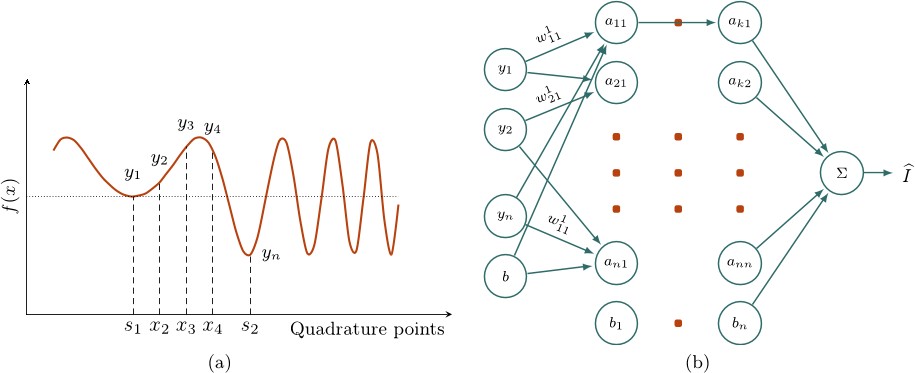 f(x)
y₁
y₂
y₃
y₄
yₙ
s₁ x₂ x₃ x₄ s₂ Quadrature points
(a)
y₁
y₂
yₙ
b
w¹₁₁
w¹₂₁
w¹₁₁
a₁₁
a₂₁
aₙ₁
b₁
aₖ₁
aₖ₂
aₙₙ
bₙ
Σ
Î
(b)